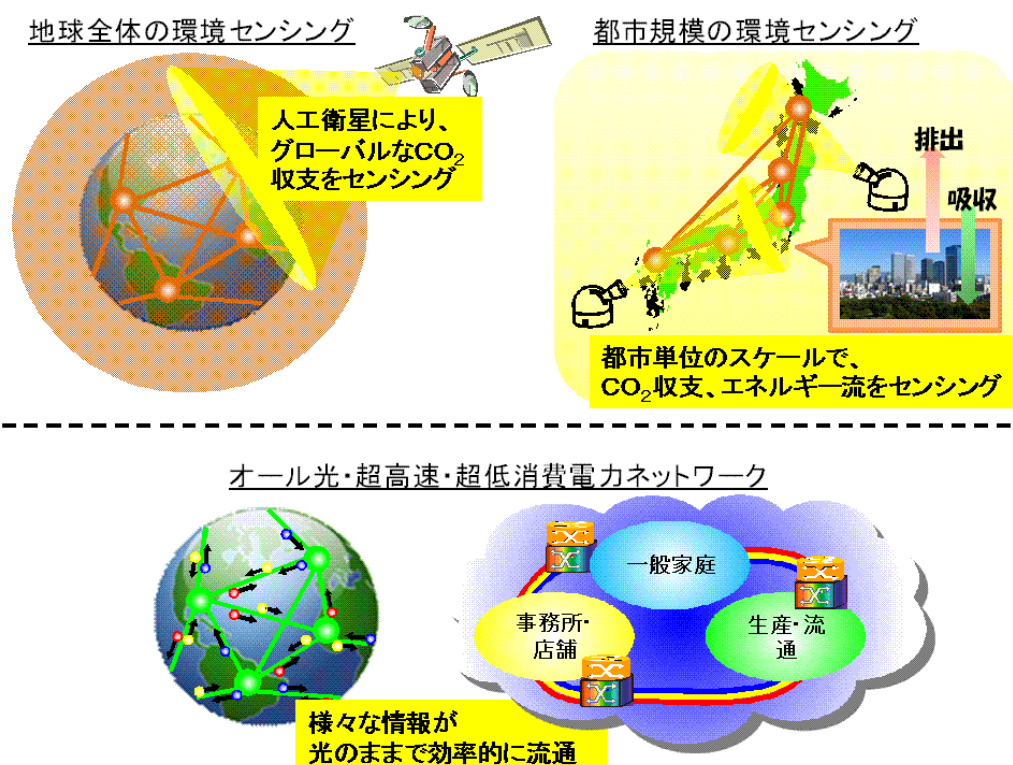 地球全体の環境センシング
人工衛星により、
グローバルなCO₂
収支をセンシング
都市規模の環境センシング
排出
吸収
都市単位のスケールで、
CO₂収支、エネルギー流をセンシング
オール光・超高速・超低消費電力ネットワーク
様々な情報が
光のままで効率的に流通
一般家庭
事務所・
店舗
生産・流
通